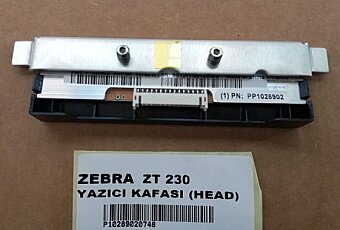 (1) PN: PP1028902
ZEBRA ZT 230
YAZICI KAFASI (HEAD)
P10289020748